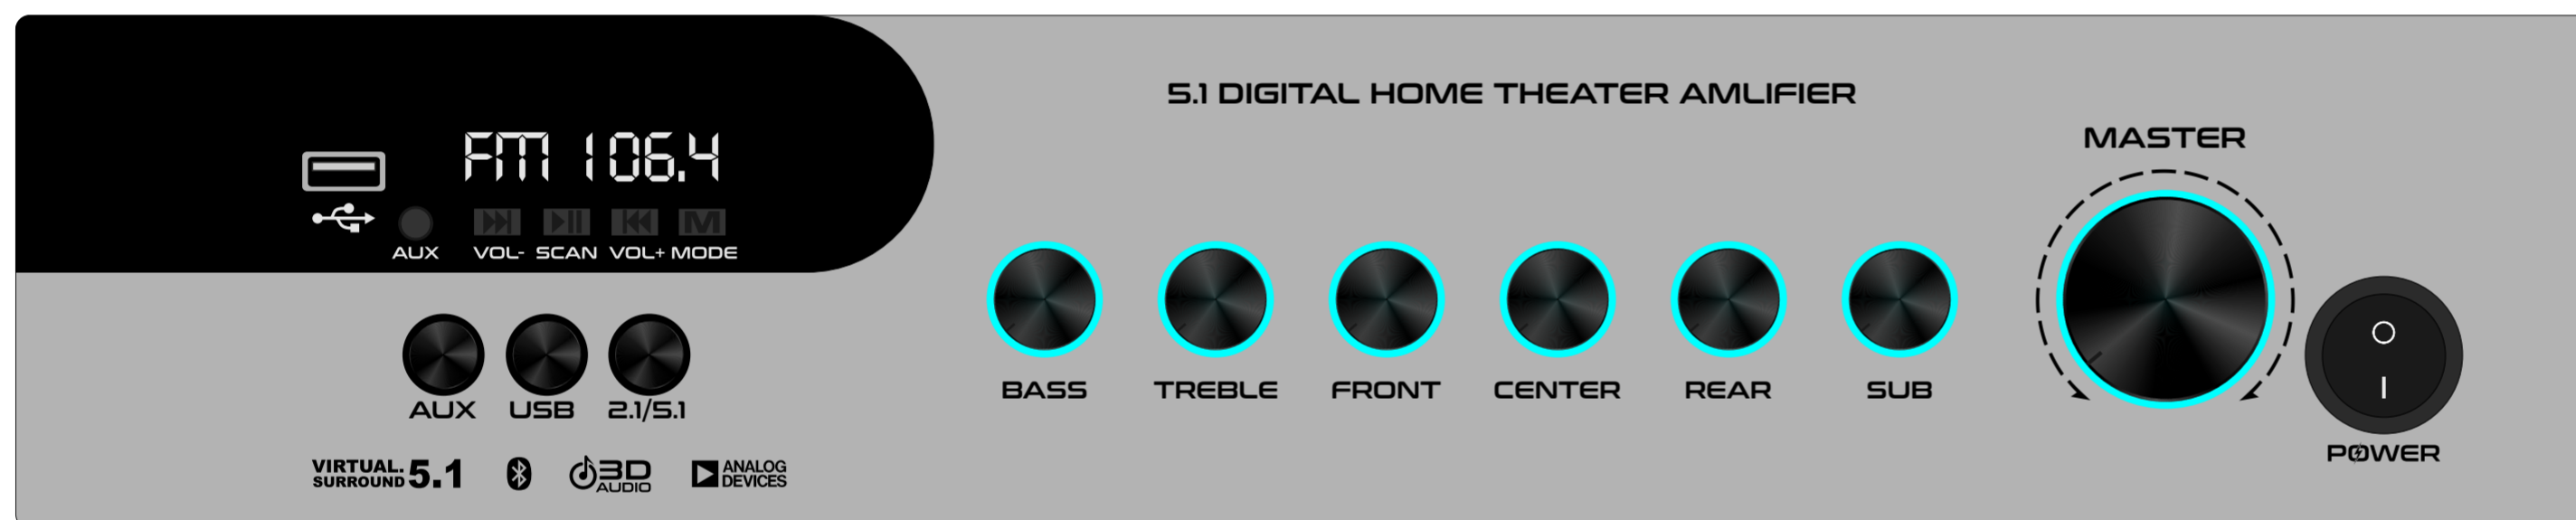 5.1 DIGITAL HOME THEATER AMLIFIER
MASTER
FM 106.4
M
AUX VOL- SCAN VOL+ MODE
BASS TREBLE FRONT CENTER REAR SUB
AUX USB 2.1/5.1
POWER
VIRTUAL.
SURROUND 5.1
3D
AUDIO
ANALOG
DEVICES